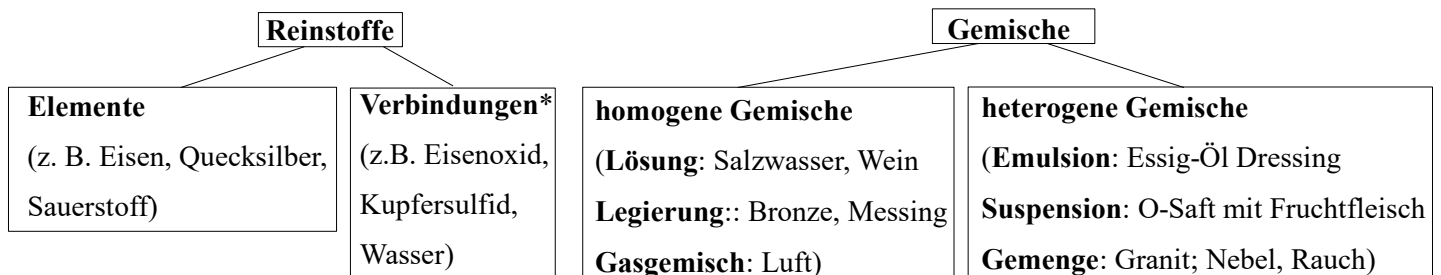 Reinstoffe
Gemische
Elemente
(z. B. Eisen, Quecksilber,
Sauerstoff)
Verbindungen*
(z.B. Eisenoxid,
Kupfersulfid,
Wasser)
homogene Gemische
(Lösung: Salzwasser, Wein
Legierung:: Bronze, Messing
Gasgemisch: Luft)
heterogene Gemische
(Emulsion: Essig-Öl Dressing
Suspension: O-Saft mit Fruchtfleisch
Gemenge: Granit; Nebel, Rauch)